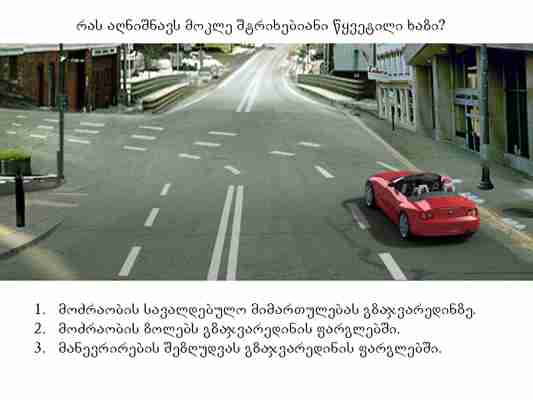 რას აღნიშნავს მოკლე შტრიხებიანი წყვეტილი ხაზი?
1. მოძრაობის სავალდებულო მიმართულებას გზაჯვარედინზე.
2. მოძრაობის ზოლებს გზაჯვარედინის ფარგლებში.
3. მანევრირების შეზღუდვას გზაჯვარედინის ფარგლებში.